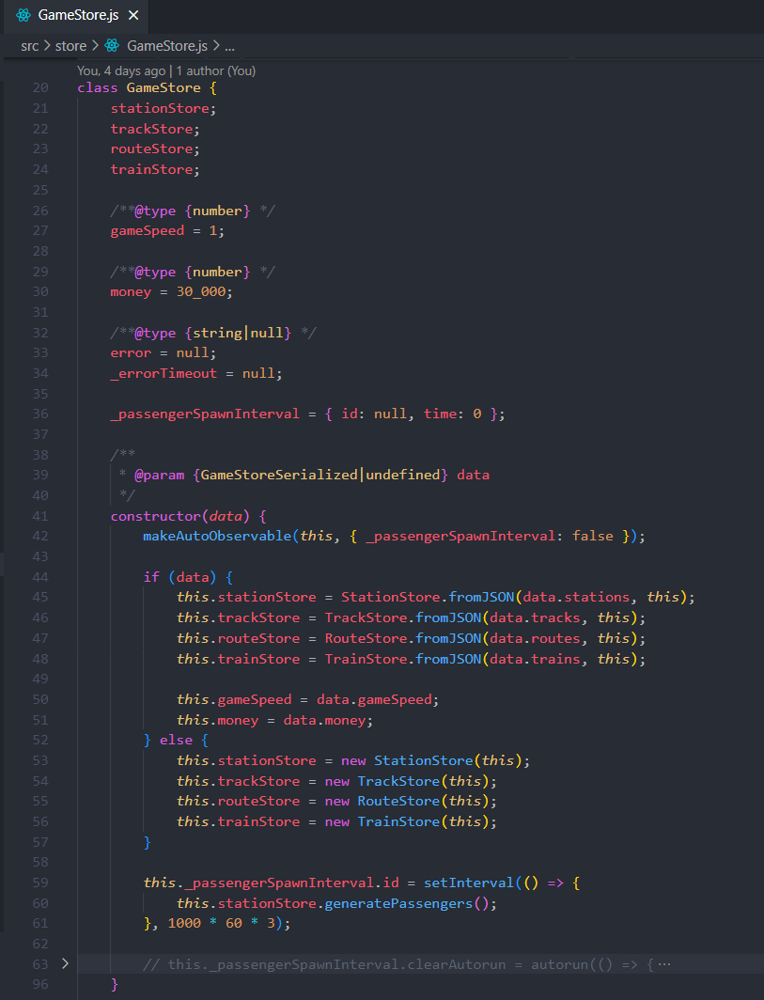 GameStore.js ×
src > store > GameStore.js > ...
You, 4 days ago | 1 author (You)
20 class GameStore {
21     stationStore;
22     trackStore;
23     routeStore;
24     trainStore;
25
26     /**@type {number} */
27     gameSpeed = 1;
28
29     /**@type {number} */
30     money = 30_000;
31
32     /**@type {string|null} */
33     error = null;
34     _errorTimeout = null;
35
36     _passengerSpawnInterval = { id: null, time: 0 };
37
38     /**
39      * @param {GameStoreSerialized|undefined} data
40      */
41     constructor(data) {
42         makeAutoObservable(this, { _passengerSpawnInterval: false });
43
44         if (data) {
45             this.stationStore = StationStore.fromJSON(data.stations, this);
46             this.trackStore = TrackStore.fromJSON(data.tracks, this);
47             this.routeStore = RouteStore.fromJSON(data.routes, this);
48             this.trainStore = TrainStore.fromJSON(data.trains, this);
49
50             this.gameSpeed = data.gameSpeed;
51             this.money = data.money;
52         } else {
53             this.stationStore = new StationStore(this);
54             this.trackStore = new TrackStore(this);
55             this.routeStore = new RouteStore(this);
56             this.trainStore = new TrainStore(this);
57         }
58
59         this._passengerSpawnInterval.id = setInterval(() => {
60             this.stationStore.generatePassengers();
61         }, 1000 * 60 * 3);
62
63 >       // this._passengerSpawnInterval.clearAutorun = autorun(() => {···
96     }